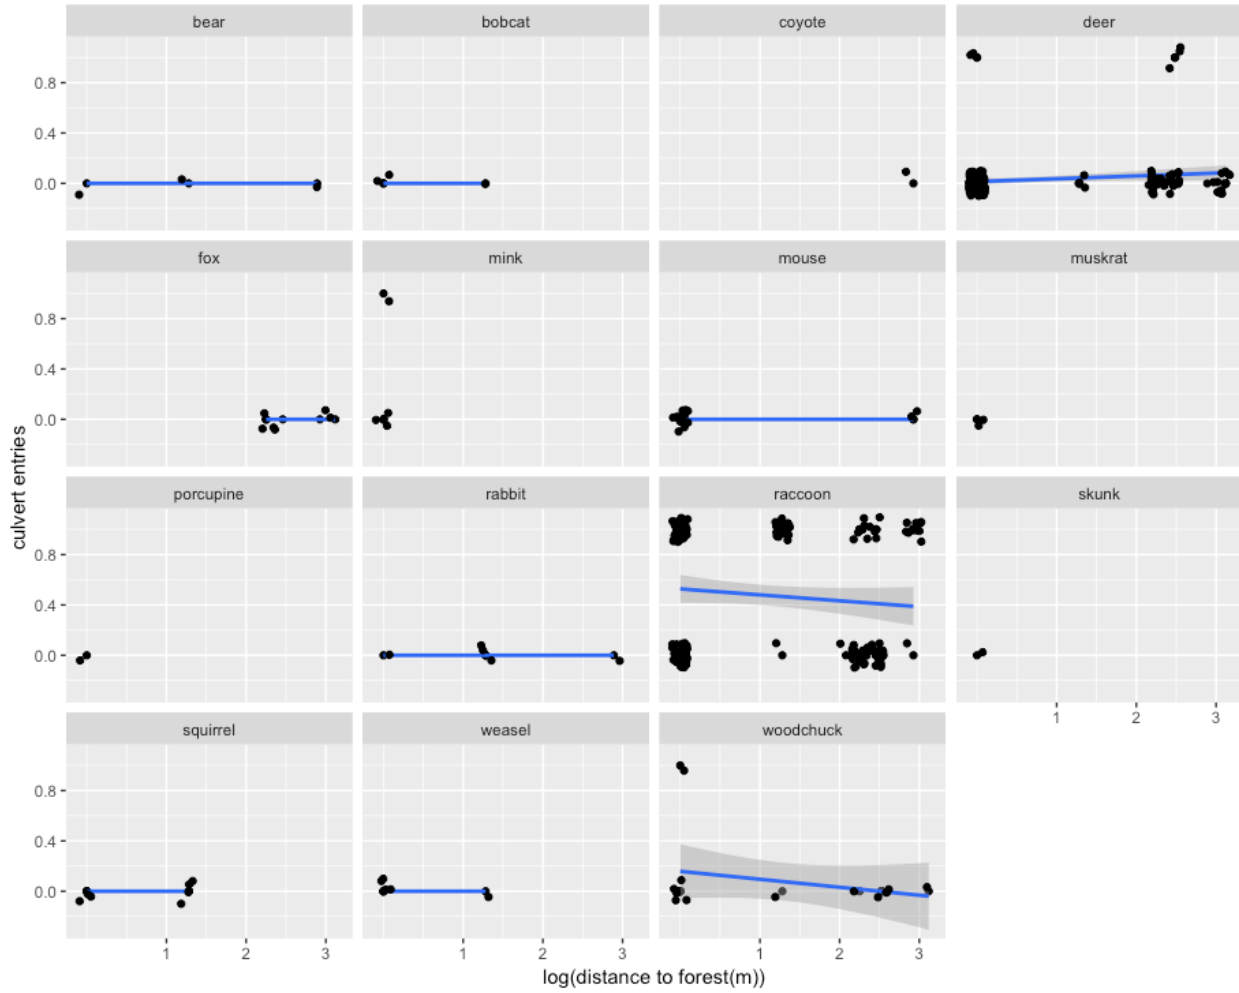 bear bobcat coyote deer
0.8
0.4
0.0
fox mink mouse muskrat
0.8
0.4
0.0
culvert entries
porcupine rabbit raccoon skunk
0.8
0.4
0.0
1 2 3
squirrel weasel woodchuck
0.8
0.4
0.0
1 2 3 1 2 3 1 2 3
log(distance to forest(m))